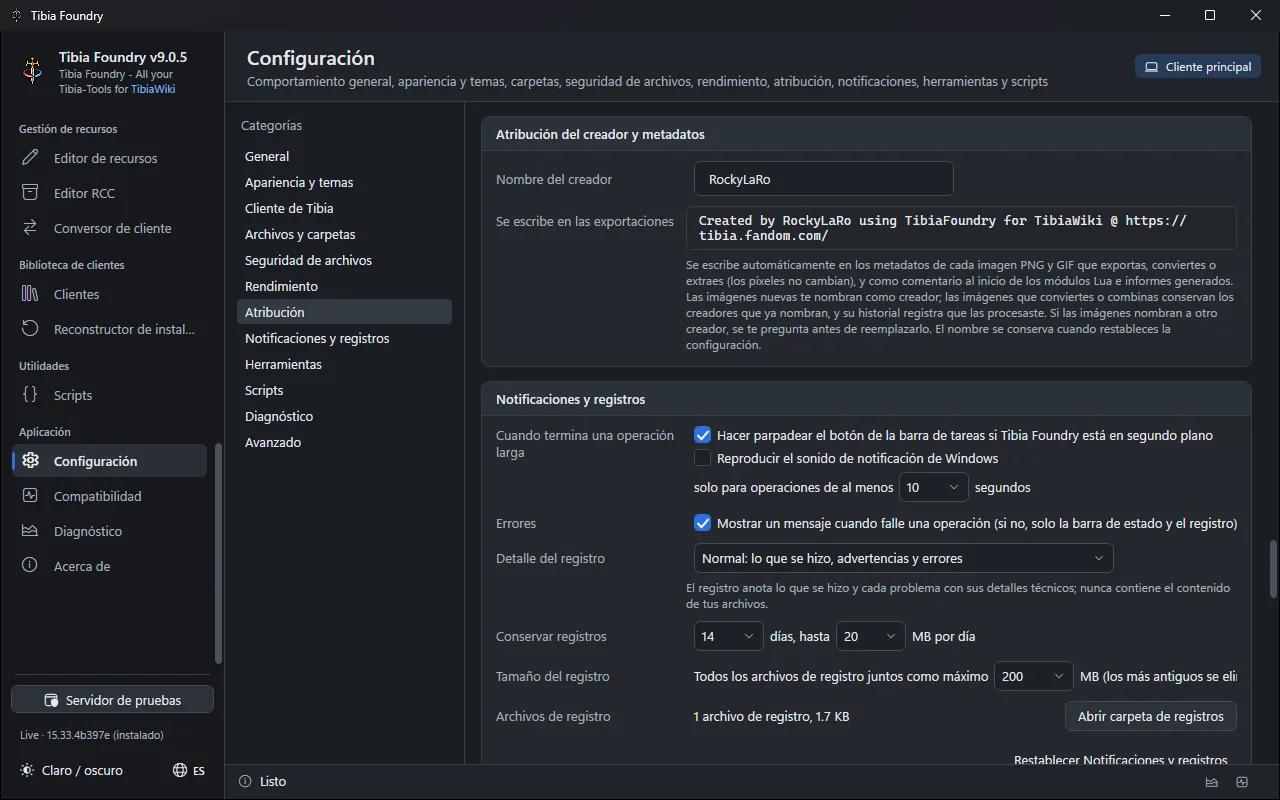 Tibia Foundry
Tibia Foundry v9.0.5
Tibia Foundry - All your
Tibia-Tools for TibiaWiki
Gestión de recursos
Editor de recursos
Editor RCC
Conversor de cliente
Biblioteca de clientes
Clientes
Reconstructor de instal...
Utilidades
Scripts
Aplicación
Configuración
Compatibilidad
Diagnóstico
Acerca de
Servidor de pruebas
Live · 15.33.4b397e (instalado)
Claro / oscuro
ES
Configuración
Comportamiento general, apariencia y temas, carpetas, seguridad de archivos, rendimiento, atribución, notificaciones, herramientas y scripts
Cliente principal
Categorías
General
Apariencia y temas
Cliente de Tibia
Archivos y carpetas
Seguridad de archivos
Rendimiento
Atribución
Notificaciones y registros
Herramientas
Scripts
Diagnóstico
Avanzado
Atribución del creador y metadatos
Nombre del creador
RockyLaRo
Se escribe en las exportaciones
Created by RockyLaRo using TibiaFoundry for TibiaWiki @ https://
tibia.fandom.com/
Se escribe automáticamente en los metadatos de cada imagen PNG y GIF que exportas, conviertes o
extraes (los píxeles no cambian), y como comentario al inicio de los módulos Lua e informes generados.
Las imágenes nuevas te nombran como creador; las imágenes que conviertes o combinas conservan los
creadores que ya nombran, y su historial registra que las procesaste. Si las imágenes nombran a otro
creador, se te pregunta antes de reemplazarlo. El nombre se conserva cuando restableces la
configuración.
Notificaciones y registros
Cuando termina una operación
larga
Hacer parpadear el botón de la barra de tareas si Tibia Foundry está en segundo plano
Reproducir el sonido de notificación de Windows
solo para operaciones de al menos 10 segundos
Errores
Mostrar un mensaje cuando falle una operación (si no, solo la barra de estado y el registro)
Detalle del registro
Normal: lo que se hizo, advertencias y errores
El registro anota lo que se hizo y cada problema con sus detalles técnicos; nunca contiene el contenido
de tus archivos.
Conservar registros
14 días, hasta 20 MB por día
Tamaño del registro
Todos los archivos de registro juntos como máximo 200 MB (los más antiguos se eli
Archivos de registro
1 archivo de registro, 1.7 KB
Abrir carpeta de registros
Restablecer Notificaciones y registros
Listo